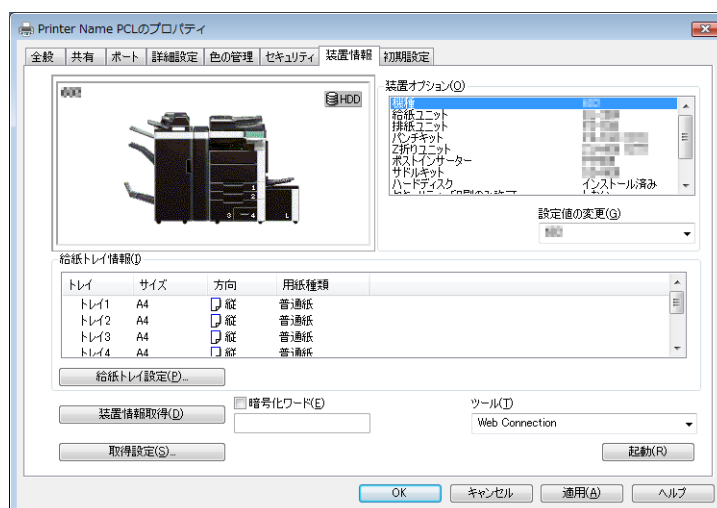 Printer Name PCLのプロパティ
全般 共有 ポート 詳細設定 色の管理 セキュリティ 装置情報 初期設定
HDD
1
2
3 4 L
装置オプション(O)
機種
給紙ユニット
排紙ユニット
パンチキット
Z折りユニット
ポストインサーター
サドルキット
ハードディスク インストール済み
設定値の変更(G)
給紙トレイ情報(I)
トレイ サイズ 方向 用紙種類
トレイ1 A4 縦 普通紙
トレイ2 A4 縦 普通紙
トレイ3 A4 縦 普通紙
トレイ4 A4 縦 普通紙
給紙トレイ設定(P)...
装置情報取得(D) 暗号化ワード(E) ツール(T)
Web Connection
取得設定(S)... 起動(R)
OK キャンセル 適用(A) ヘルプ